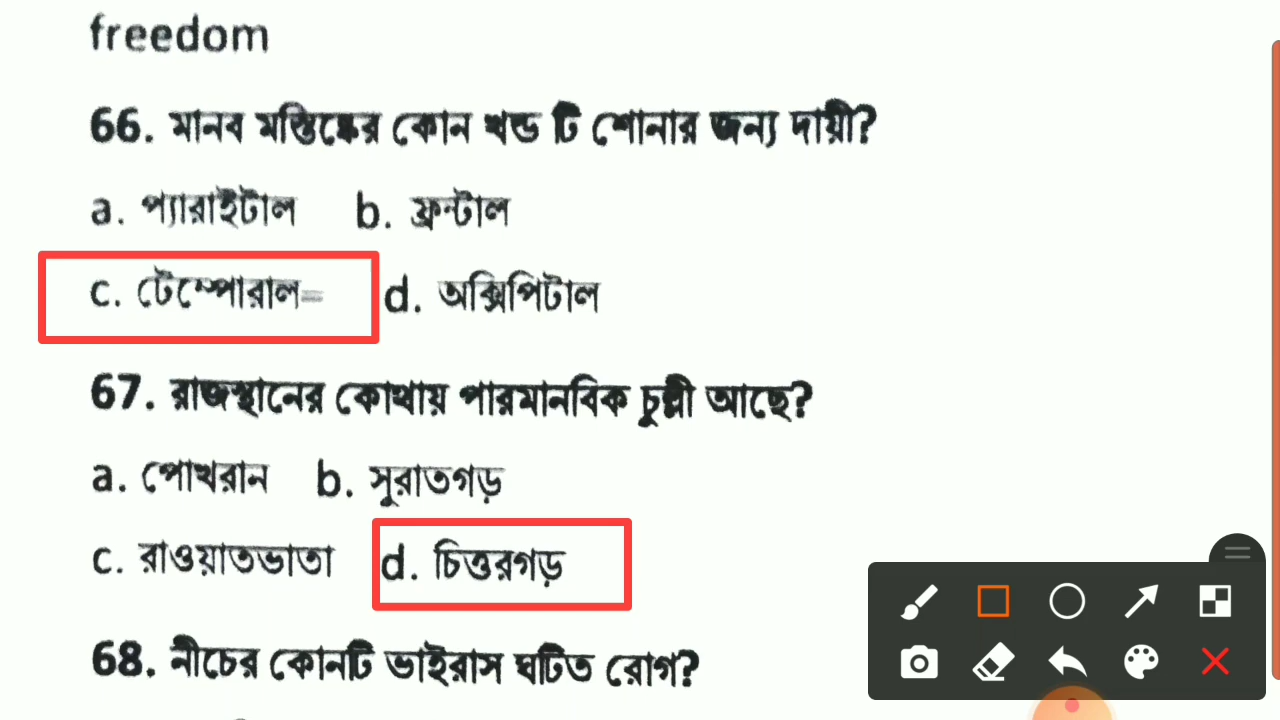 freedom
66. মানব মস্তিষ্কের কোন খন্ড টি শোনার জন্য দায়ী?
a. প্যারাইটাল b. ফ্রন্টাল
c. টেম্পোরাল= d. অক্সিপিটাল
67. রাজস্থানের কোথায় পারমানবিক চুল্লী আছে?
a. পোখরান b. সুরাতগড়
c. রাওয়াতভাতা d. চিত্তরগড়
68. নীচের কোনটি ভাইরাস ঘটিত রোগ?